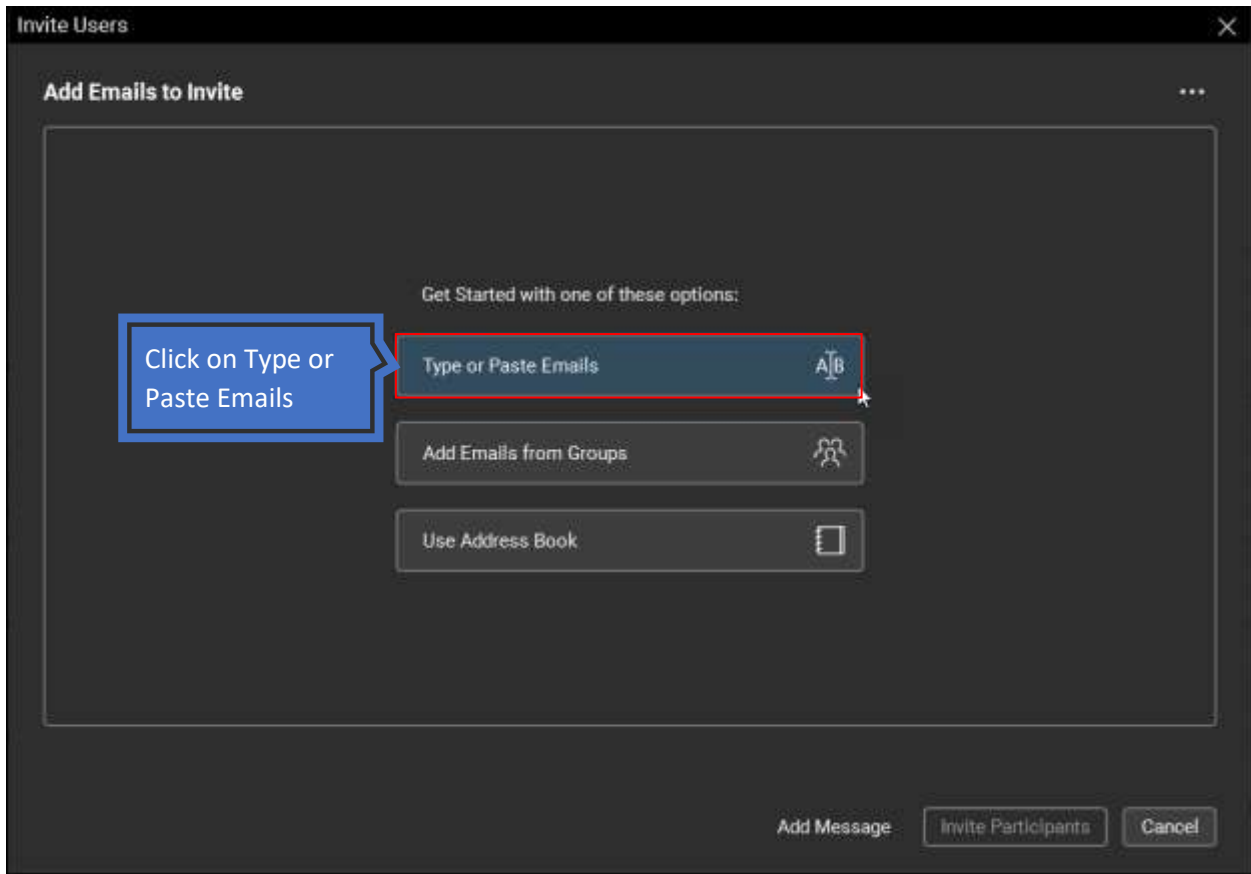 Invite Users
Add Emails to Invite
Get Started with one of these options:
Click on Type or
Paste Emails
Type or Paste Emails
A B
Add Emails from Groups
Use Address Book
Add Message
Invite Participants
Cancel